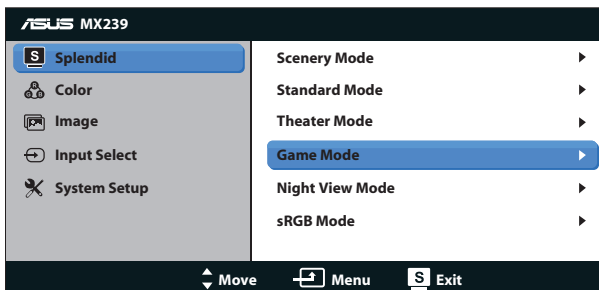 ASUS MX239
S Splendid
Color
Image
Input Select
System Setup
Scenery Mode
Standard Mode
Theater Mode
Game Mode
Night View Mode
sRGB Mode
Move Menu S Exit